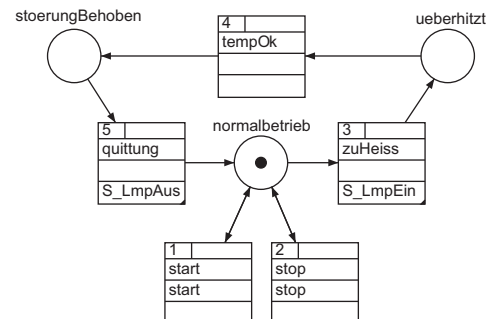 stoerungBehoben
4
tempOk
ueberhitzt
5
quittung
S_LmpAus
normalbetrieb
3
zuHeiss
S_LmpEin
1
start
start
2
stop
stop